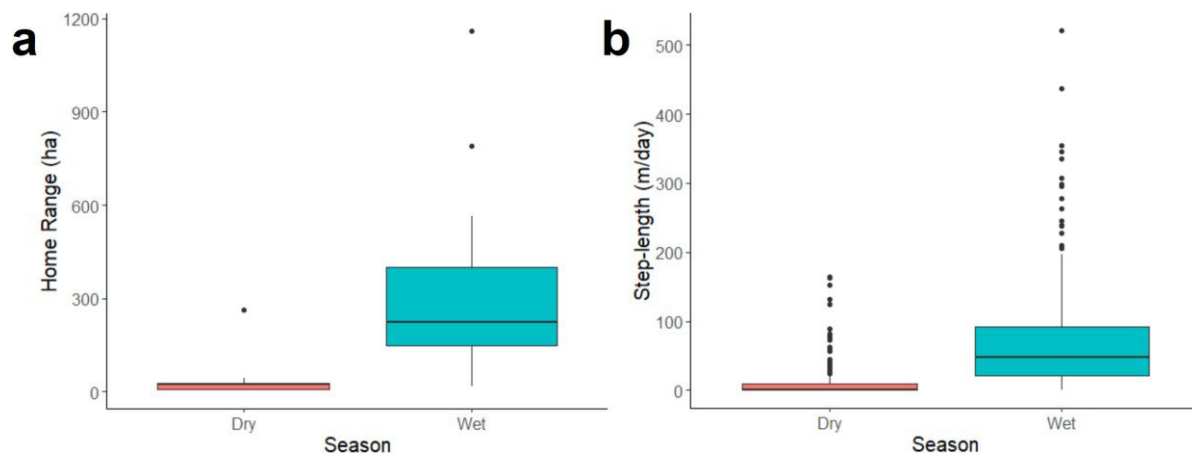 a
Home Range (ha)
1200
900
600
300
0
Dry
Wet
Season
b
Step-length (m/day)
500
400
300
200
100
0
Dry
Wet
Season